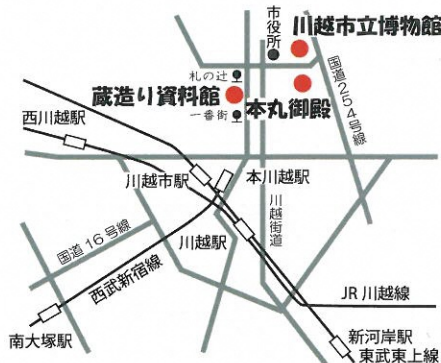 市役所
川越市立博物館
国道254号線
札の辻
蔵造り資料館
本丸御殿
一番街
西川越駅
川越市駅
本川越駅
川越街道
川越駅
国道16号線
西武新宿線
JR 川越線
南大塚駅
新河岸駅
東武東上線